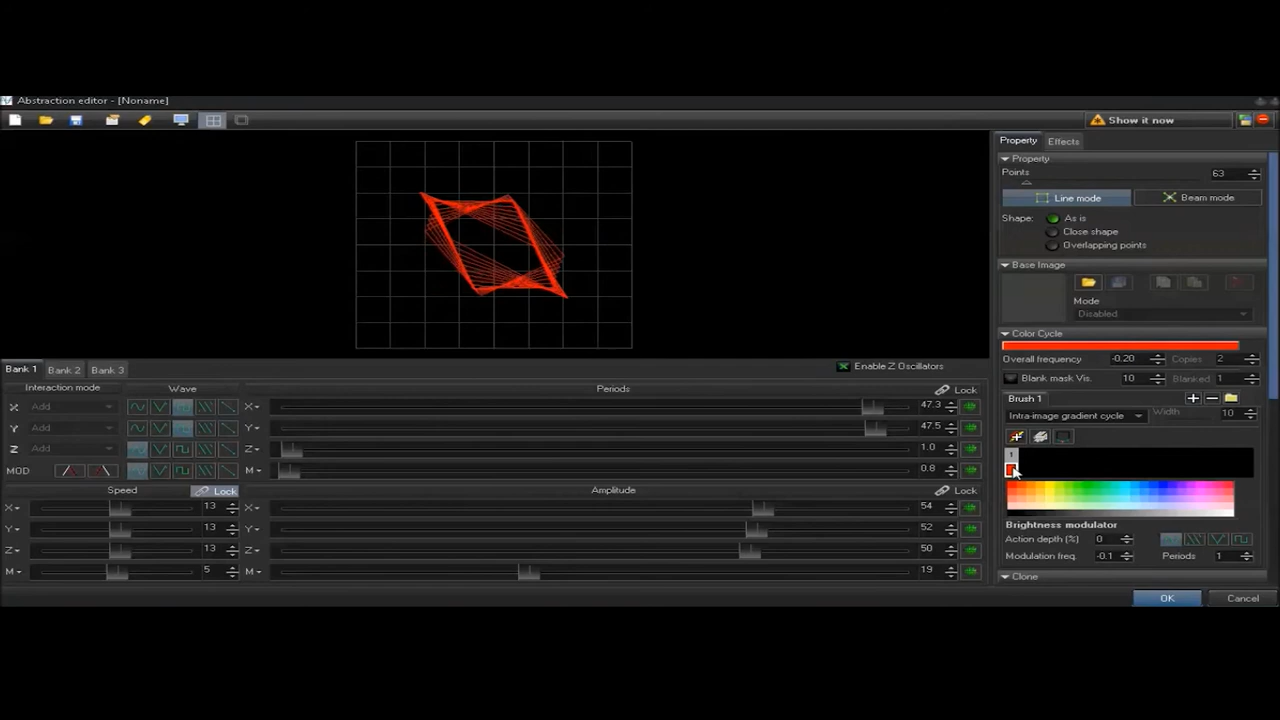 Abstraction editor - [Noname]
Show it now
Property Effects
Property
Points 63
Line mode Beam mode
Shape: As is
Close shape
Overlapping points
Base Image
Mode
Disabled
Color Cycle
Overall frequency -0.20 Copies 2
Blank mask Vis. 10 Blanked 1
Brush 1
Intra-image gradient cycle Width 10
1
Brightness modulator
Action depth (%) 0
Modulation freq. -0.1 Periods 1
Clone
OK Cancel
Bank 1 Bank 2 Bank 3 Enable Z Oscillators
Interaction mode Wave Periods Lock
X Add X 47.3
Y Add Y 47.5
Z Add Z 1.0
MOD M 0.8
Speed Lock Amplitude Lock
X 13 X 54
Y 13 Y 52
Z 13 Z 50
M 5 M 19